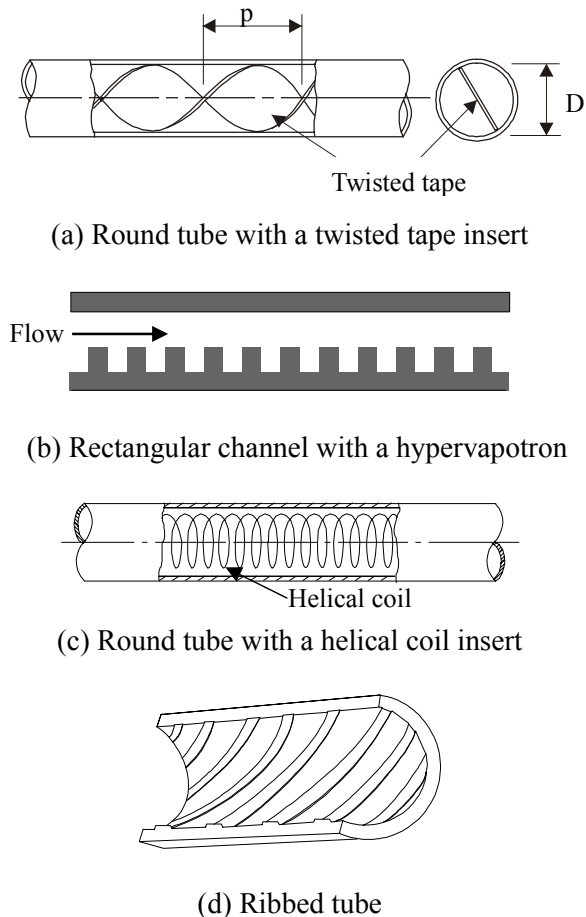 p
D
Twisted tape
(a) Round tube with a twisted tape insert
Flow
(b) Rectangular channel with a hypervapotron
Helical coil
(c) Round tube with a helical coil insert
(d) Ribbed tube